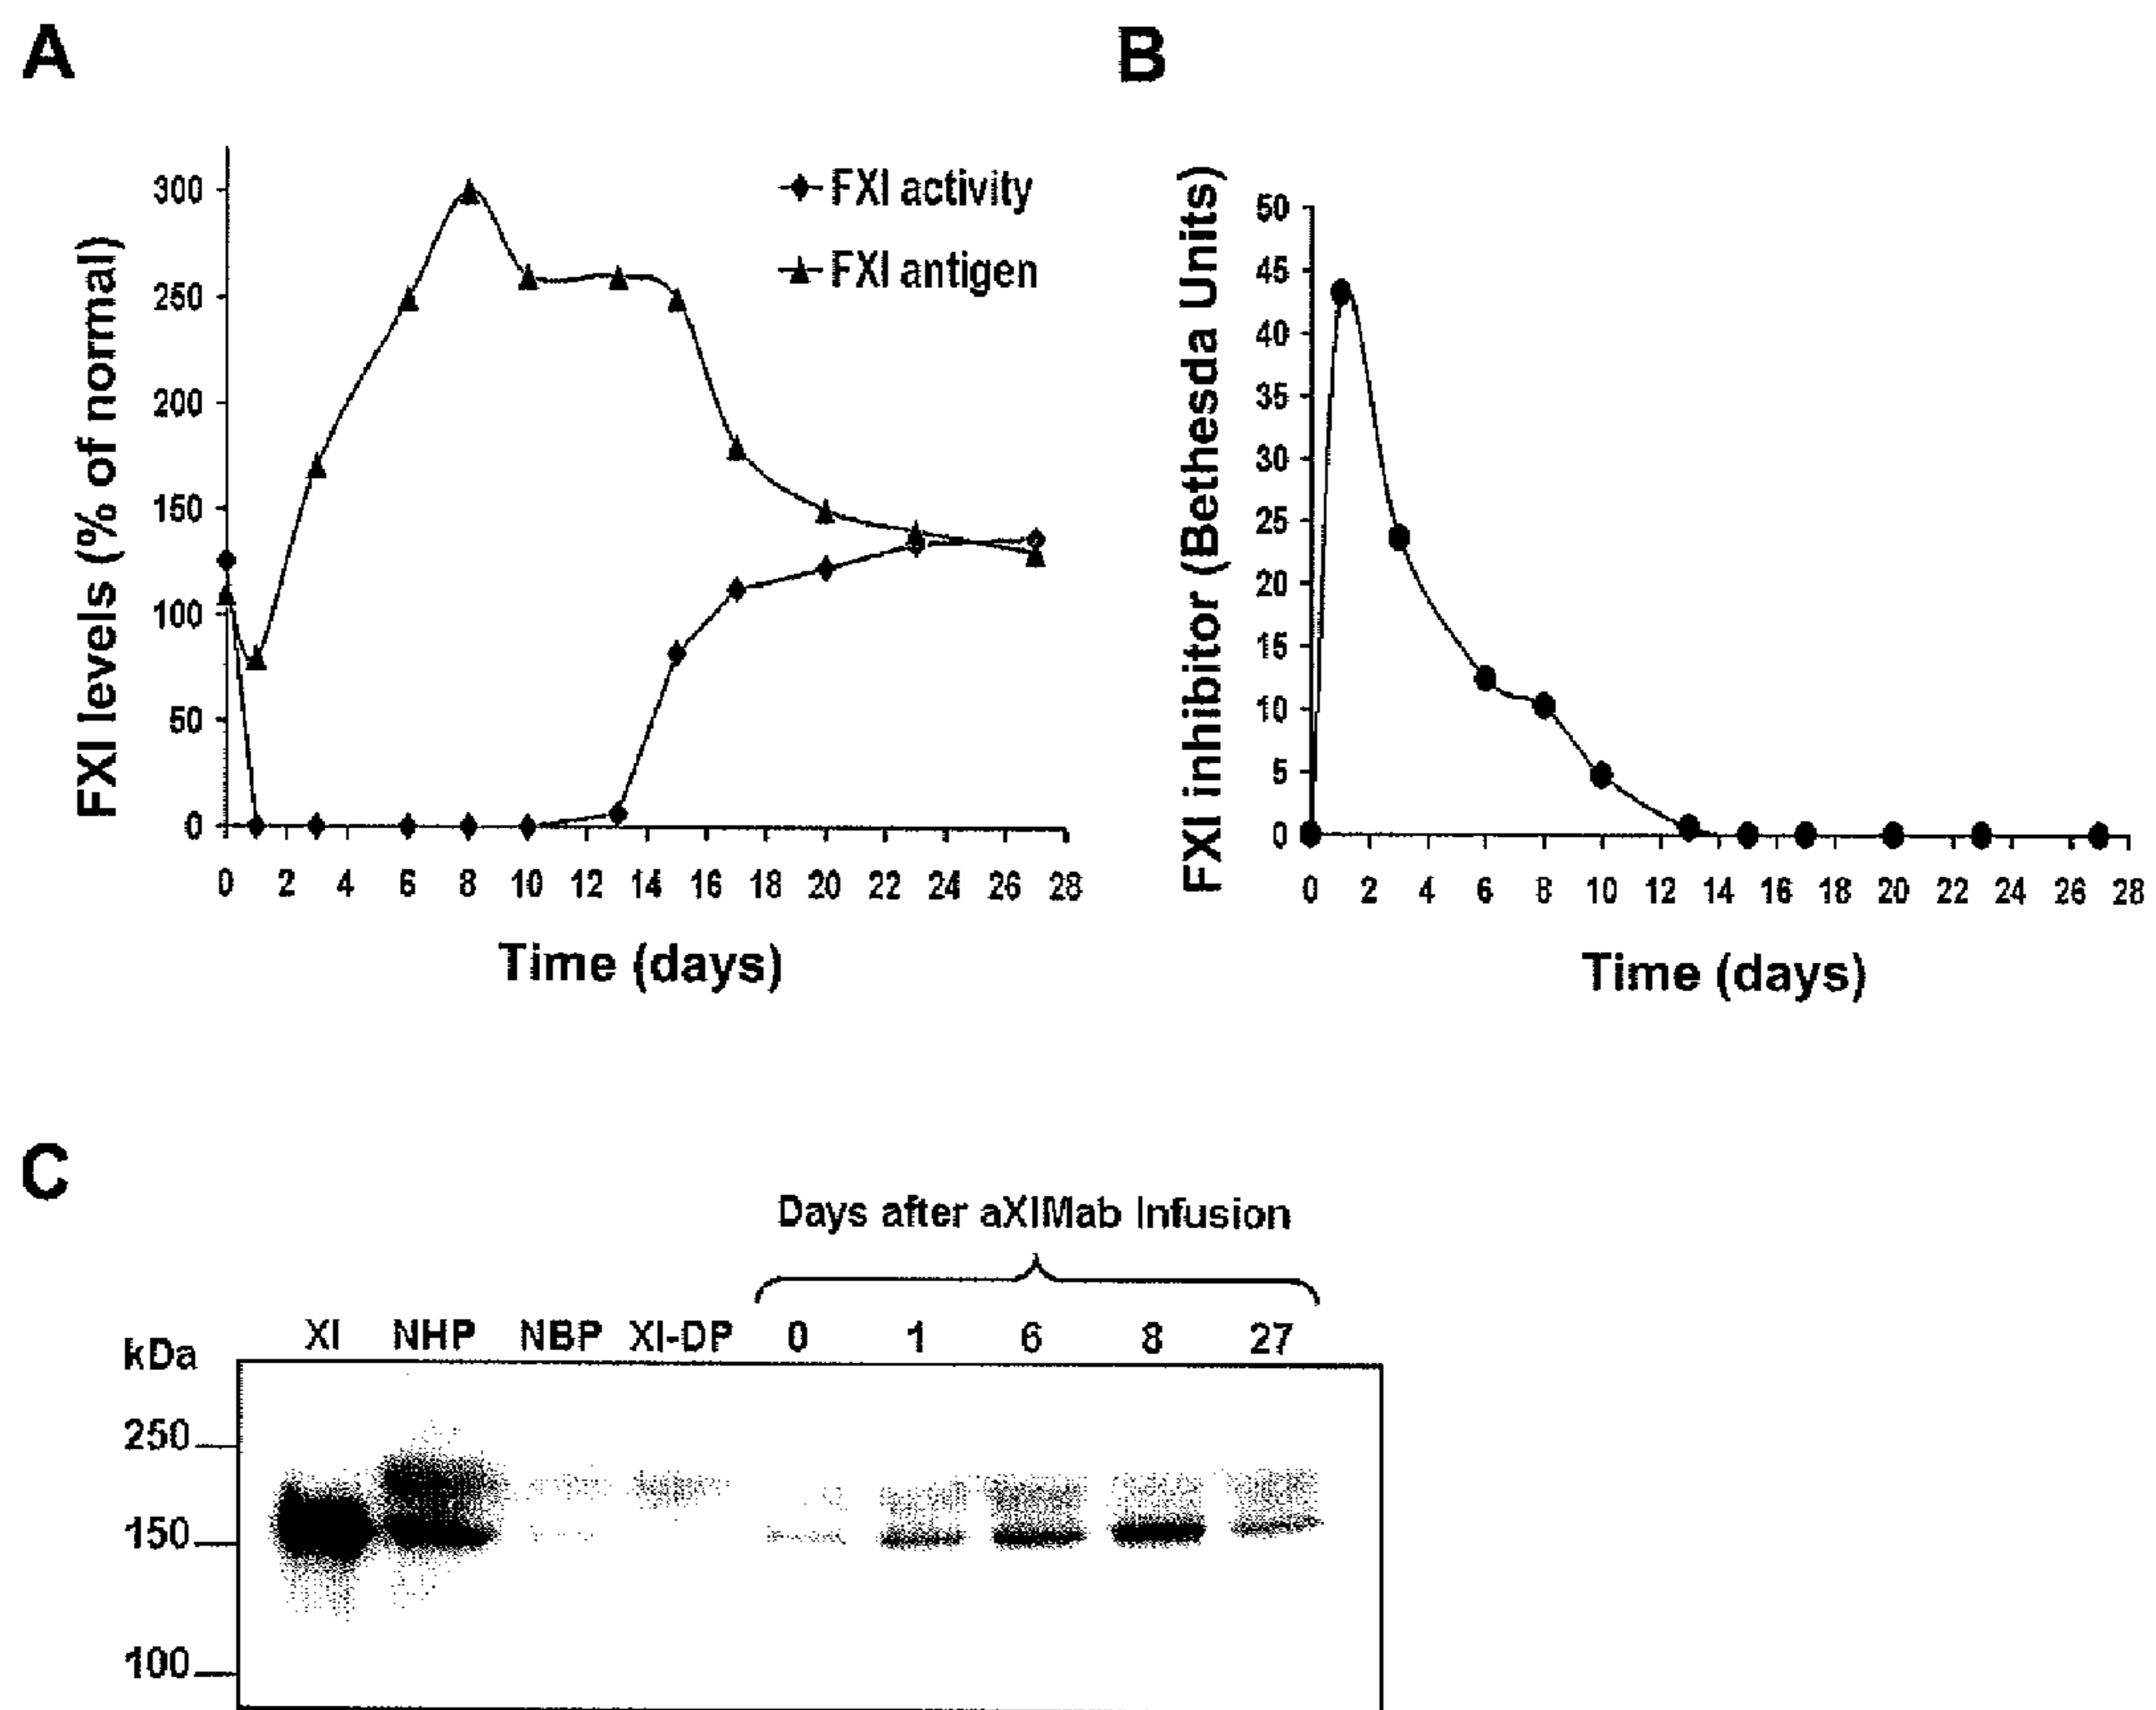 A
B
FXI levels (% of normal)
300
250
200
150
100
50
0
FXI activity
FXI antigen
0 2 4 6 8 10 12 14 16 18 20 22 24 26 28
Time (days)
FXI inhibitor (Bethesda Units)
50
45
40
35
30
25
20
15
10
5
0
0 2 4 6 8 10 12 14 16 18 20 22 24 26 28
Time (days)
C
Days after aXIMab Infusion
kDa XI NHP NBP XI-DP 0 1 6 8 27
250
150
100